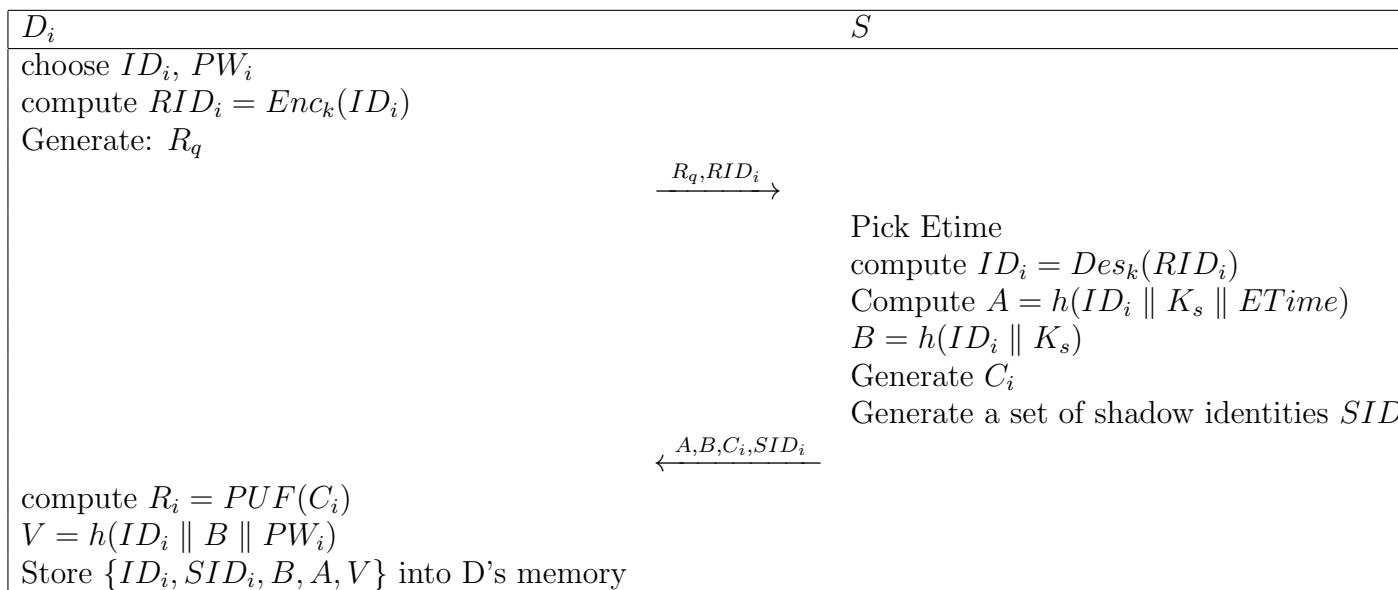 D_i S
choose ID_i, PW_i
compute RID_i = Enc_k(ID_i)
Generate: R_q
R_q,RID_i
Pick Etime
compute ID_i = Des_k(RID_i)
Compute A = h(ID_i ∥ K_s ∥ ETime)
B = h(ID_i ∥ K_s)
Generate C_i
Generate a set of shadow identities SID
A,B,C_i,SID_i
compute R_i = PUF(C_i)
V = h(ID_i ∥ B ∥ PW_i)
Store {ID_i, SID_i, B, A, V} into D's memory